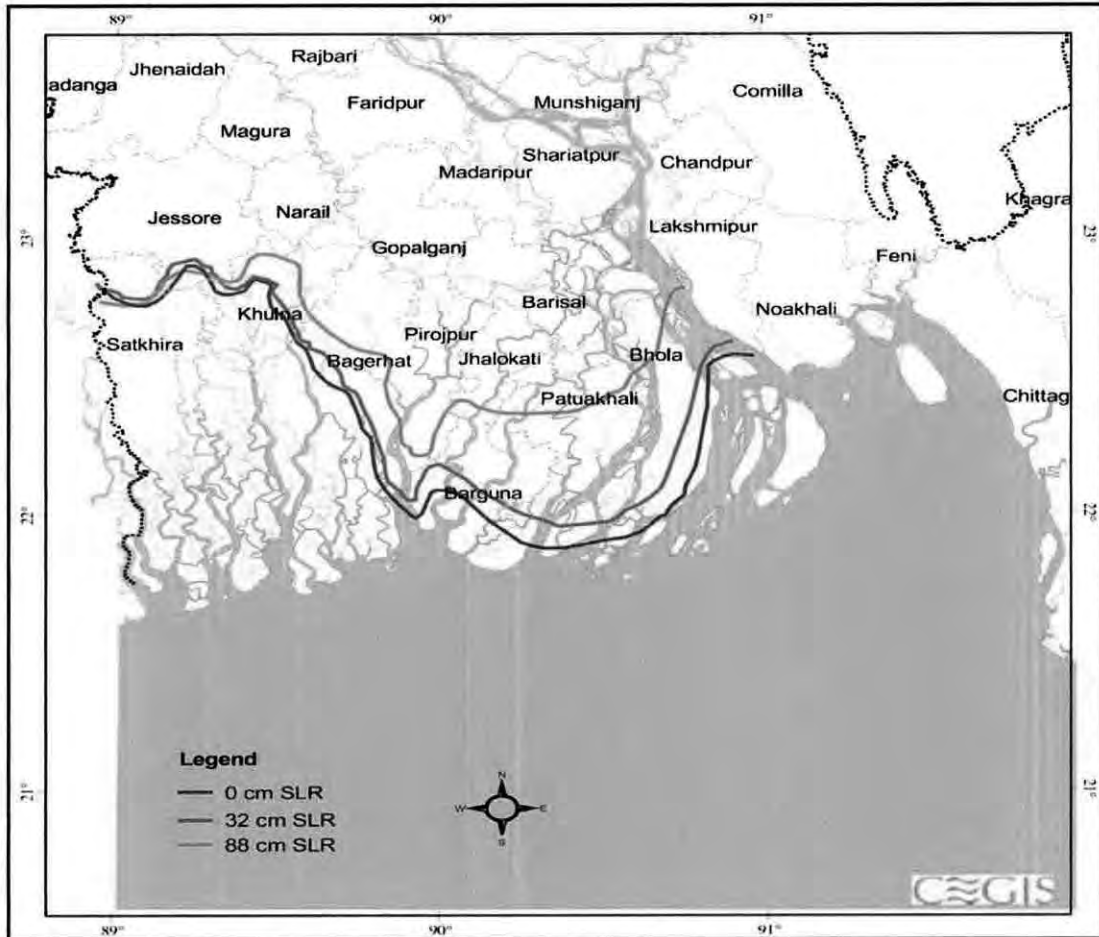 89°
90°
91°
Jhenaidah
Rajbari
adanga
Faridpur
Munshiganj
Comilla
Magura
Shariatpur
Chandpur
Madaripur
Khagra
Jessore
Narail
Lakshmipur
23°
23°
Gopalganj
Feni
Barisal
Noakhali
Khulna
Satkhira
Pirojpur
Bagerhat
Jhalokati
Bhola
Patuakhali
Chittag
22°
Barguna
22°
Legend
0 cm SLR
32 cm SLR
88 cm SLR
N
W
E
S
21°
21°
CEGIS
89°
90°
91°